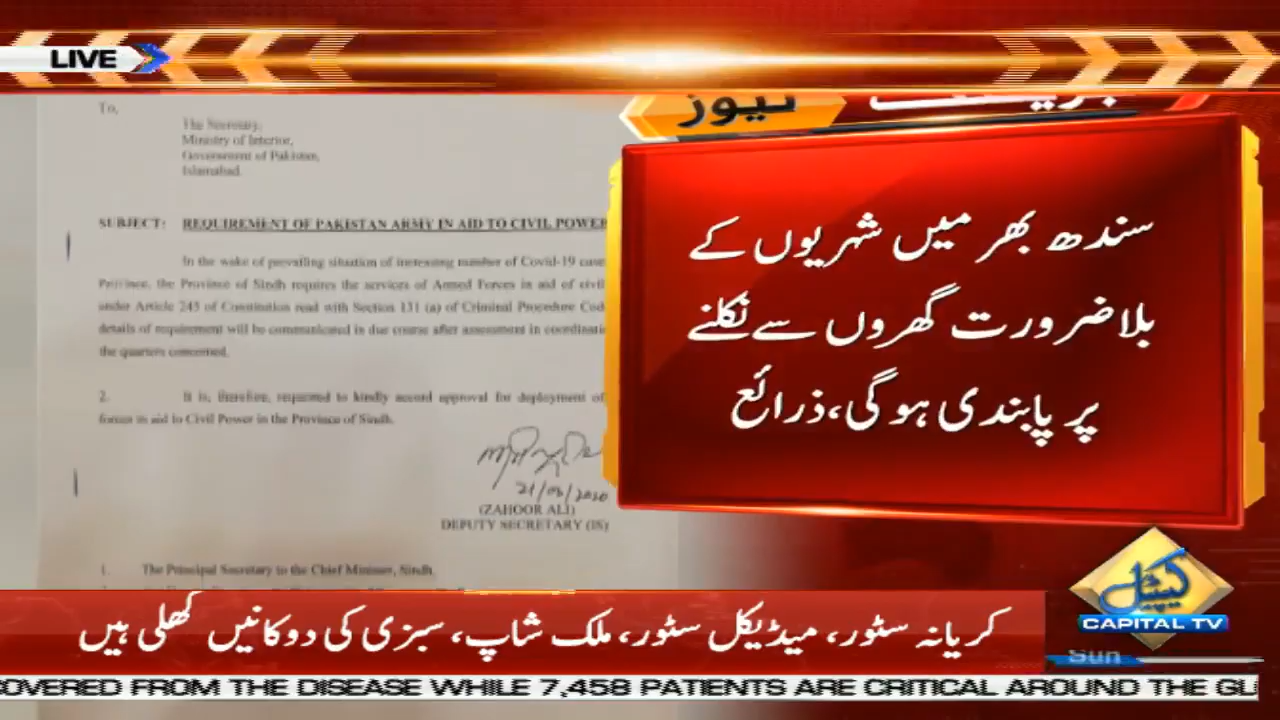 LIVE
To,
The Secretary,
Ministry of Interior,
Government of Pakistan,
Islamabad.
SUBJECT: REQUIREMENT OF PAKISTAN ARMY IN AID TO CIVIL POWER
In the wake of prevailing situation of increasing number of Covid-19
Province, the Province of Sindh requires the services of Armed Forces in aid of civil
under Article 245 of Constitution read with Section 131 (a) of Criminal Procedure
details of requirement will be communicated in due course after assessment in
the quarters concerned.
2. It is, therefore, requested to kindly accord approval for deployment of
forces in aid to Civil Power in the Province of Sindh.
(ZAHOOR ALI)
DEPUTY SECRETARY (IS)
1. The Principal Secretary to the Chief Minister, Sindh.
نیوز
سندھ بھر میں شہریوں کے
بلا ضرورت گھروں سے نکلنے
پر پابندی ہوگی، ذرائع
کیپیٹل
CAPITAL TV
کریانہ سٹور، میڈیکل سٹور، ملک شاپ، سبزی کی دوکانیں کھلی ہیں
Sun
OVERED FROM THE DISEASE WHILE 7,458 PATIENTS ARE CRITICAL AROUND THE